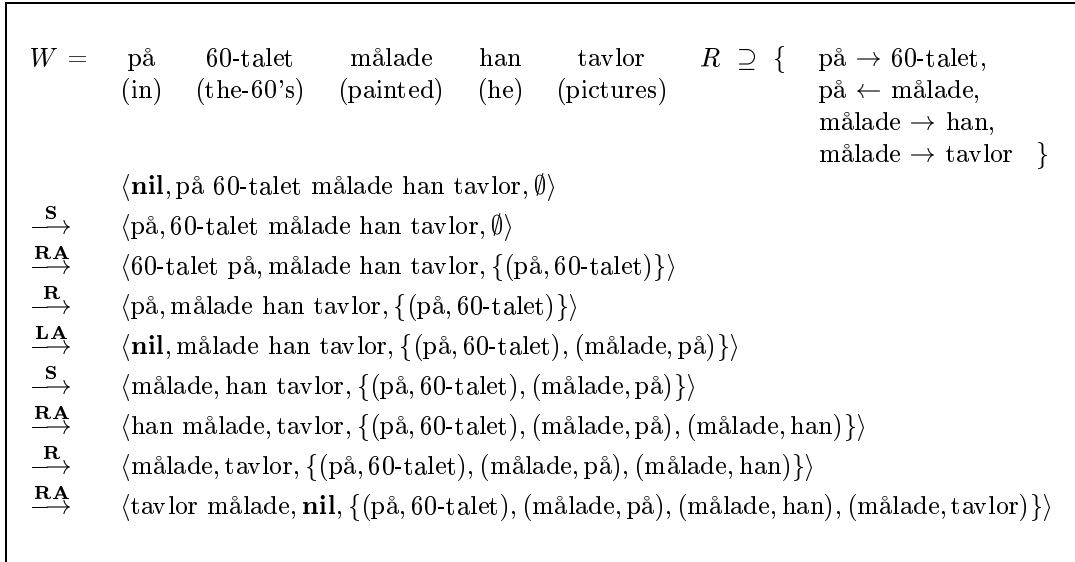 W = på 60-talet målade han tavlor R ⊇ { på → 60-talet,
(in) (the-60's) (painted) (he) (pictures) på ← målade,
målade → han,
målade → tavlor }
⟨nil, på 60-talet målade han tavlor, ∅⟩
S⟶ ⟨på, 60-talet målade han tavlor, ∅⟩
RA⟶ ⟨60-talet på, målade han tavlor, {(på, 60-talet)}⟩
R⟶ ⟨på, målade han tavlor, {(på, 60-talet)}⟩
LA⟶ ⟨nil, målade han tavlor, {(på, 60-talet), (målade, på)}⟩
S⟶ ⟨målade, han tavlor, {(på, 60-talet), (målade, på)}⟩
RA⟶ ⟨han målade, tavlor, {(på, 60-talet), (målade, på), (målade, han)}⟩
R⟶ ⟨målade, tavlor, {(på, 60-talet), (målade, på), (målade, han)}⟩
RA⟶ ⟨tavlor målade, nil, {(på, 60-talet), (målade, på), (målade, han), (målade, tavlor)}⟩